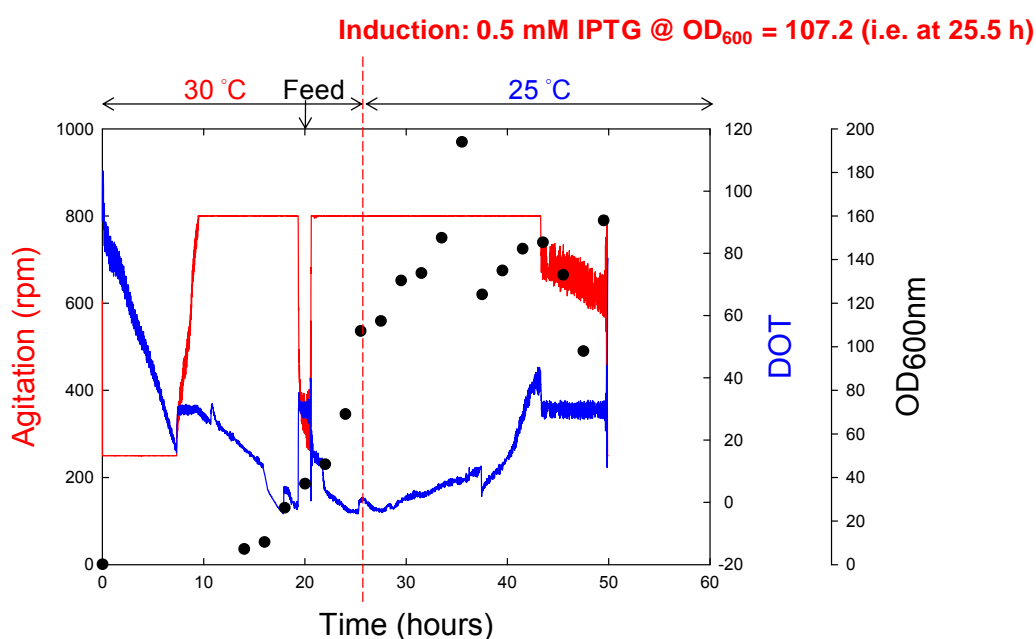 Induction: 0.5 mM IPTG @ OD600 = 107.2 (i.e. at 25.5 h)
30 °C Feed 25 °C
1000 120 200
100 180
800 160
80 140
600 60 120
100
400 40 80
20 60
200 0 40
20
0 -20 0
0 10 20 30 40 50 60
Agitation (rpm)
DOT
OD600nm
Time (hours)